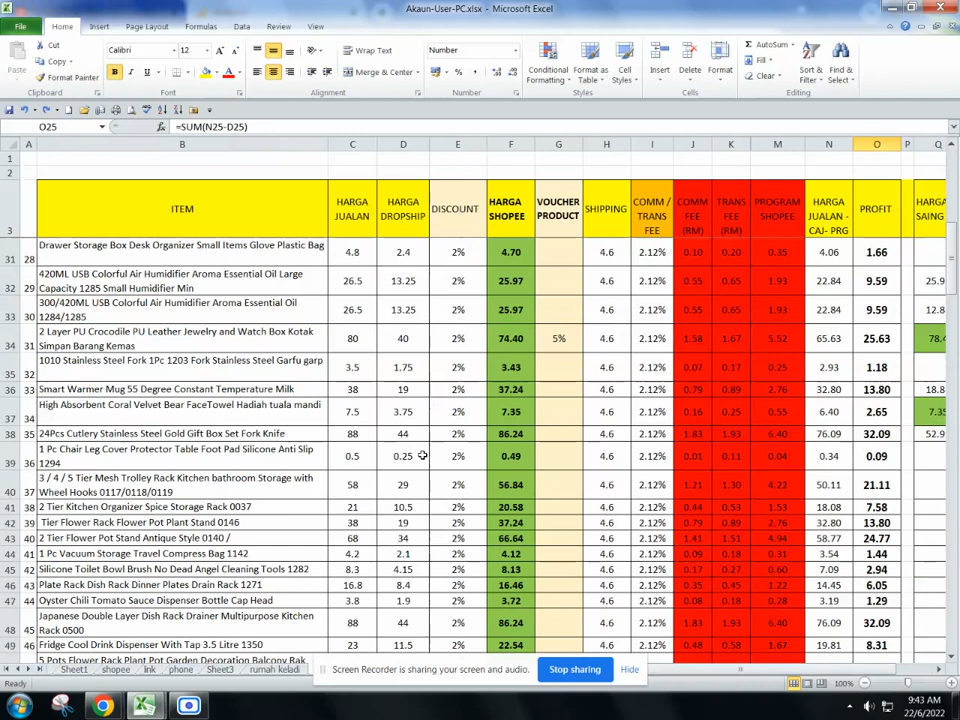 Akaun-User-PC.xlsx - Microsoft Excel
File Home Insert Page Layout Formulas Data Review View
Cut
Copy
Format Painter
Paste
Calibri 12
B I U
Wrap Text
Merge & Center
Number
Conditional Formatting
Format as Table
Cell Styles
Insert Delete Format
AutoSum
Fill
Clear
Sort & Filter
Find & Select
Clipboard Font Alignment Number Styles Cells Editing
O25 =SUM(N25-D25)
A B C D E F G H I J K L M N O P Q
1
2
3 ITEM HARGA JUALAN HARGA DROPSHIP DISCOUNT HARGA SHOPEE VOUCHER PRODUCT SHIPPING COMM / TRANS FEE COMM FEE (RM) TRANS FEE (RM) PROGRAM SHOPEE HARGA JUALAN - CAJ- PRG PROFIT HARGA SAING
31 28 Drawer Storage Box Desk Organizer Small Items Glove Plastic Bag 4.8 2.4 2% 4.70 4.6 2.12% 0.10 0.20 0.35 4.06 1.66
32 29 420ML USB Colorful Air Humidifier Aroma Essential Oil Large Capacity 1285 Small Humidifier Min 26.5 13.25 2% 25.97 4.6 2.12% 0.55 0.65 1.93 22.84 9.59 25.9
33 30 300/420ML USB Colorful Air Humidifier Aroma Essential Oil 1284/1285 26.5 13.25 2% 25.97 4.6 2.12% 0.55 0.65 1.93 22.84 9.59 12.8
34 31 2 Layer PU Crocodile PU Leather Jewelry and Watch Box Kotak Simpan Barang Kemas 80 40 2% 74.40 5% 4.6 2.12% 1.58 1.67 5.52 65.63 25.63 78.4
35 32 1010 Stainless Steel Fork 1Pc 1203 Fork Stainless Steel Garfu garp 3.5 1.75 2% 3.43 4.6 2.12% 0.07 0.17 0.25 2.93 1.18
36 33 Smart Warmer Mug 55 Degree Constant Temperature Milk 38 19 2% 37.24 4.6 2.12% 0.79 0.89 2.76 32.80 13.80 18.8
37 34 High Absorbent Coral Velvet Bear FaceTowel Hadiah tuala mandi 7.5 3.75 2% 7.35 4.6 2.12% 0.16 0.25 0.55 6.40 2.65 7.35
38 35 24Pcs Cutlery Stainless Steel Gold Gift Box Set Fork Knife 88 44 2% 86.24 4.6 2.12% 1.83 1.93 6.40 76.09 32.09 52.9
39 36 1 Pc Chair Leg Cover Protector Table Foot Pad Silicone Anti Slip 1294 0.5 0.25 2% 0.49 4.6 2.12% 0.01 0.11 0.04 0.34 0.09
40 37 3 / 4 / 5 Tier Mesh Trolley Rack Kitchen bathroom Storage with Wheel Hooks 0117/0118/0119 58 29 2% 56.84 4.6 2.12% 1.21 1.30 4.22 50.11 21.11
41 38 2 Tier Kitchen Organizer Spice Storage Rack 0037 21 10.5 2% 20.58 4.6 2.12% 0.44 0.53 1.53 18.08 7.58
42 39 Tier Flower Rack Flower Pot Plant Stand 0146 38 19 2% 37.24 4.6 2.12% 0.79 0.89 2.76 32.80 13.80
43 40 2 Tier Flower Pot Stand Antique Style 0140 / 68 34 2% 66.64 4.6 2.12% 1.41 1.51 4.94 58.77 24.77
44 41 1 Pc Vacuum Storage Travel Compress Bag 1142 4.2 2.1 2% 4.12 4.6 2.12% 0.09 0.18 0.31 3.54 1.44
45 42 Silicone Toilet Bowl Brush No Dead Angel Cleaning Tools 1282 8.3 4.15 2% 8.13 4.6 2.12% 0.17 0.27 0.60 7.09 2.94
46 43 Plate Rack Dish Rack Dinner Plates Drain Rack 1271 16.8 8.4 2% 16.46 4.6 2.12% 0.35 0.45 1.22 14.45 6.05
47 44 Oyster Chili Tomato Sauce Dispenser Bottle Cap Head 3.8 1.9 2% 3.72 4.6 2.12% 0.08 0.18 0.28 3.19 1.29
48 45 Japanese Double Layer Dish Rack Drainer Multipurpose Kitchen Rack 0500 88 44 2% 86.24 4.6 2.12% 1.83 1.93 6.40 76.09 32.09
49 46 Fridge Cool Drink Dispenser With Tap 3.5 Litre 1350 23 11.5 2% 22.54 4.6 2.12% 0.48 0.58 1.67 19.81 8.31
5 Pots Flower Rack Plant Pot Garden Decoration Balcony Rak
Sheet1 shopee link phone Sheet3 rumah keladi
Screen Recorder is sharing your screen and audio. Stop sharing Hide
Ready 100%
9:43 AM
22/6/2022